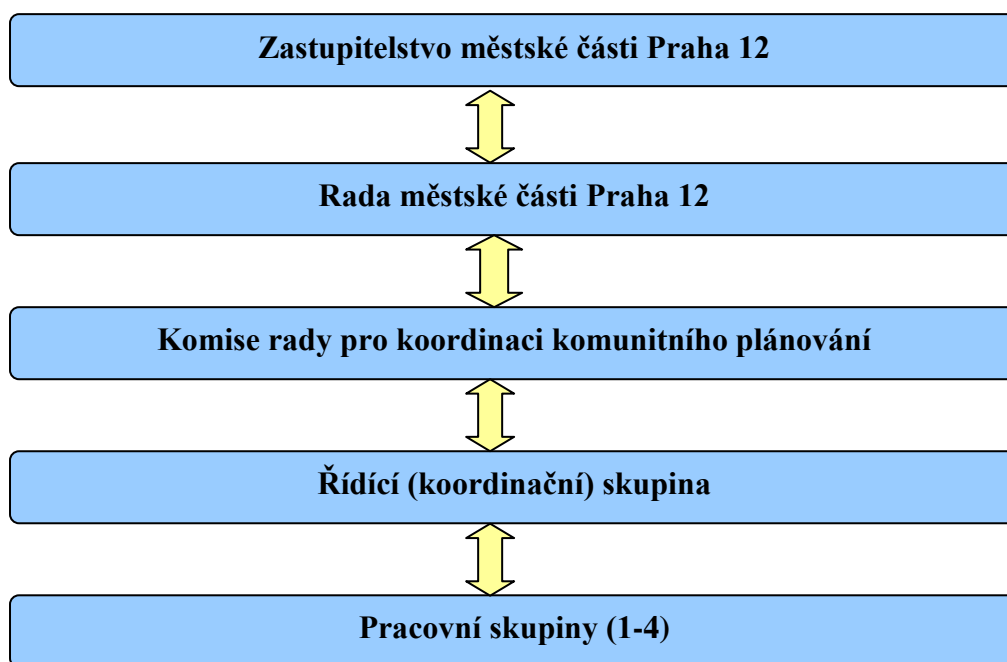 Zastupitelstvo městské části Praha 12
Rada městské části Praha 12
Komise rady pro koordinaci komunitního plánování
Řídící (koordinační) skupina
Pracovní skupiny (1-4)